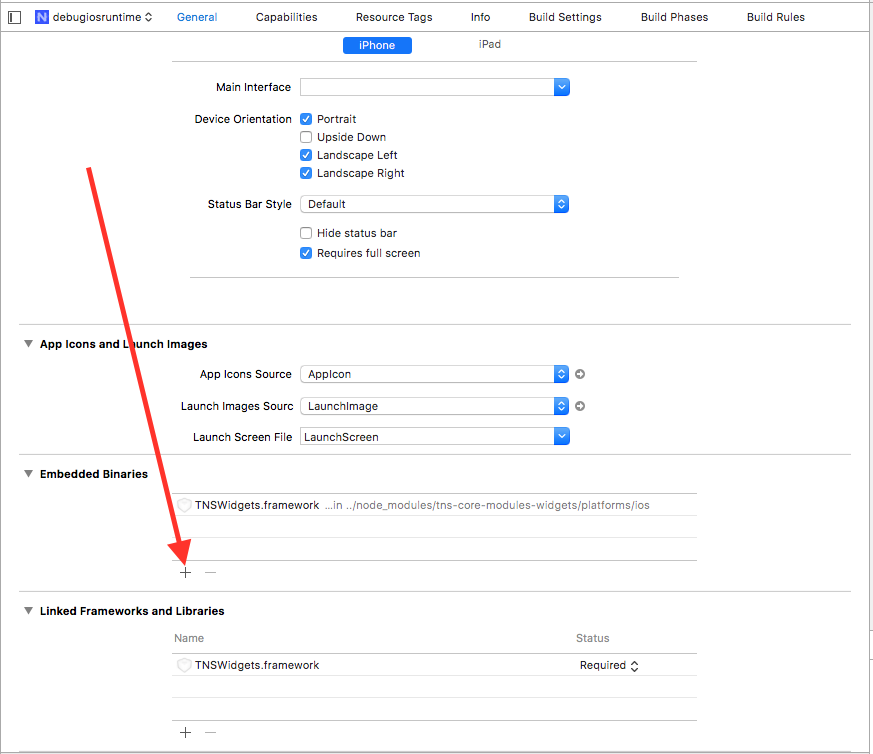 N debugiosruntime General Capabilities Resource Tags Info Build Settings Build Phases Build Rules
iPhone iPad
Main Interface
Device Orientation Portrait
Upside Down
Landscape Left
Landscape Right
Status Bar Style Default
Hide status bar
Requires full screen
App Icons and Launch Images
App Icons Source AppIcon
Launch Images Sourc LaunchImage
Launch Screen File LaunchScreen
Embedded Binaries
TNSWidgets.framework ...in ../node_modules/tns-core-modules-widgets/platforms/ios
Linked Frameworks and Libraries
Name Status
TNSWidgets.framework Required